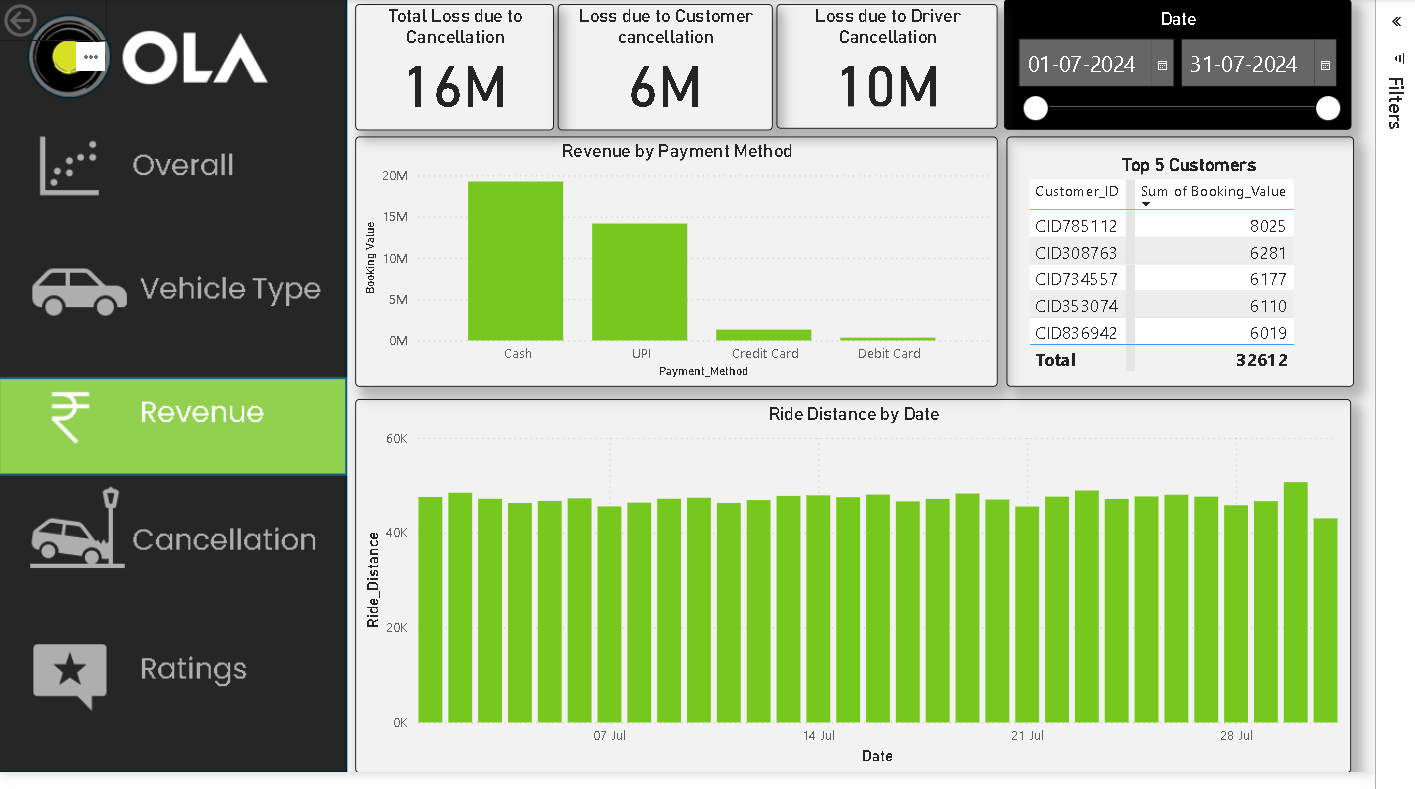 OLA
Overall
Vehicle Type
Revenue
Cancellation
Ratings
Total Loss due to
Cancellation
16M
Loss due to Customer
cancellation
6M
Loss due to Driver
Cancellation
10M
Date
01-07-2024 31-07-2024
Filters
Revenue by Payment Method
Booking Value
20M
15M
10M
5M
0M
Cash UPI Credit Card Debit Card
Payment_Method
Top 5 Customers
Customer_ID Sum of Booking_Value
CID785112 8025
CID308763 6281
CID734557 6177
CID353074 6110
CID836942 6019
Total 32612
Ride Distance by Date
Ride_Distance
60K
40K
20K
0K
07 Jul 14 Jul 21 Jul 28 Jul
Date